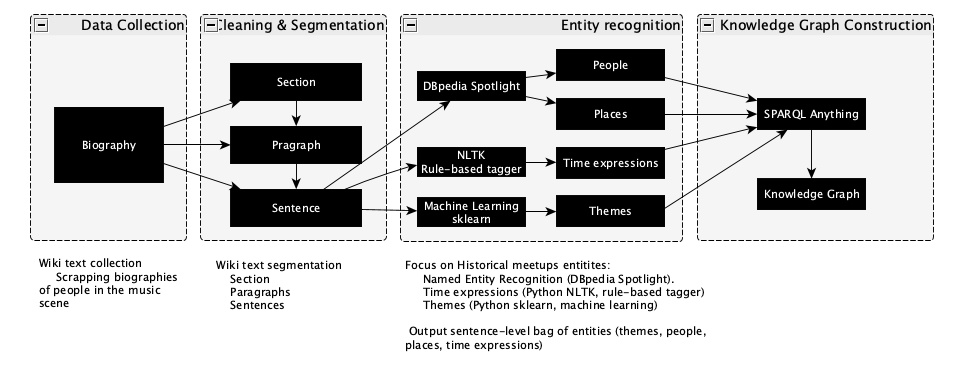 Data Collection
Biography
Wiki text collection
Scrapping biographies
of people in the music
scene
Cleaning & Segmentation
Section
Pragraph
Sentence
Wiki text segmentation
Section
Paragraphs
Sentences
Entity recognition
DBpedia Spotlight
NLTK
Rule-based tagger
Machine Learning
sklearn
People
Places
Time expressions
Themes
Focus on Historical meetups entitites:
Named Entity Recognition (DBpedia Spotlight).
Time expressions (Python NLTK, rule-based tagger)
Themes (Python sklearn, machine learning)
Output sentence-level bag of entities (themes, people,
places, time expressions)
Knowledge Graph Construction
SPARQL Anything
Knowledge Graph